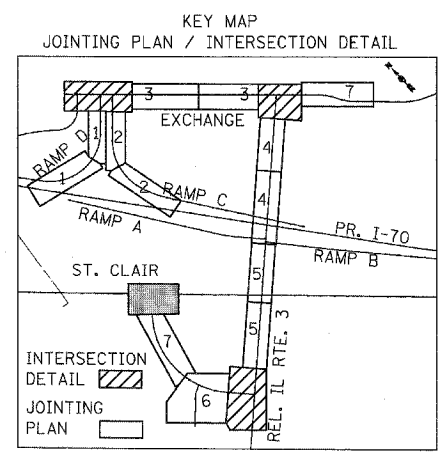 KEY MAP
JOINTING PLAN / INTERSECTION DETAIL
3
3
7
EXCHANGE
1
2
RAMP D
4
1
2
RAMP C
4
RAMP A
PR. I-70
RAMP B
ST. CLAIR
5
5
7
REL. IL RTE. 3
6
INTERSECTION
DETAIL
JOINTING
PLAN